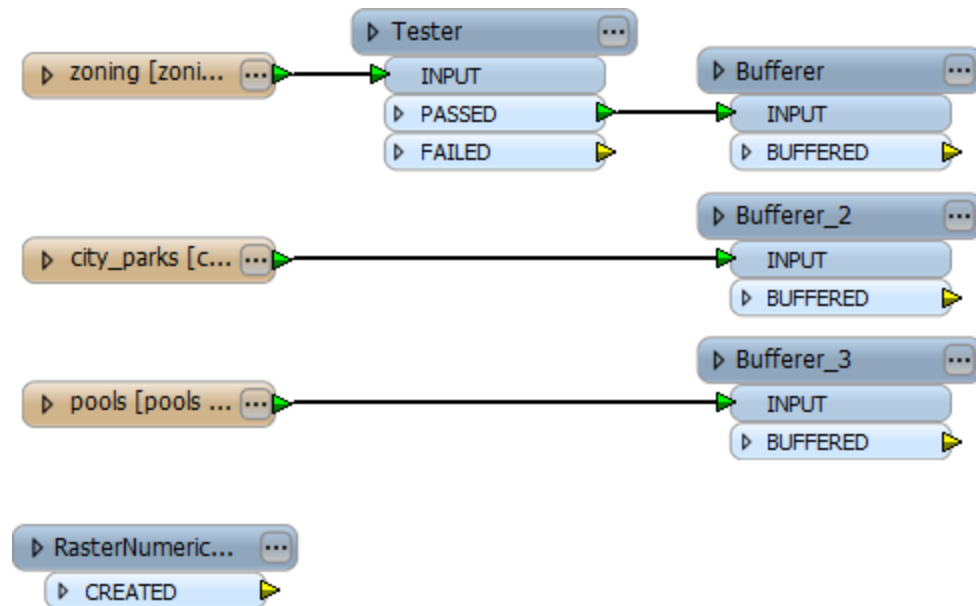 Tester
zoning [zoni...
INPUT
Bufferer
PASSED
INPUT
FAILED
BUFFERED
Bufferer_2
city_parks [c...
INPUT
BUFFERED
Bufferer_3
pools [pools ...
INPUT
BUFFERED
RasterNumeric...
CREATED